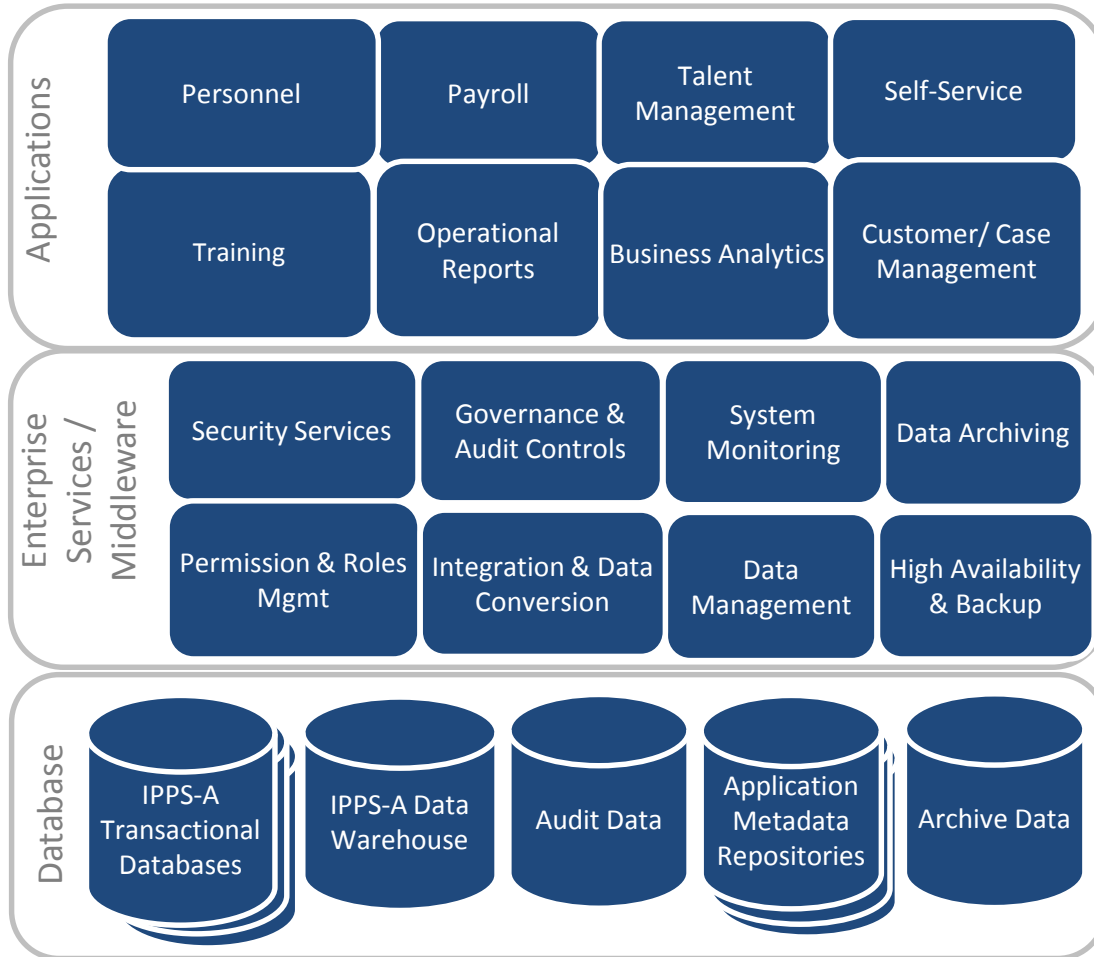 Applications
Personnel
Payroll
Talent
Management
Self-Service
Training
Operational
Reports
Business Analytics
Customer/ Case
Management
Enterprise
Services /
Middleware
Security Services
Governance &
Audit Controls
System
Monitoring
Data Archiving
Permission & Roles
Mgmt
Integration & Data
Conversion
Data
Management
High Availability
& Backup
Database
IPPS-A
Transactional
Databases
IPPS-A Data
Warehouse
Audit Data
Application
Metadata
Repositories
Archive Data